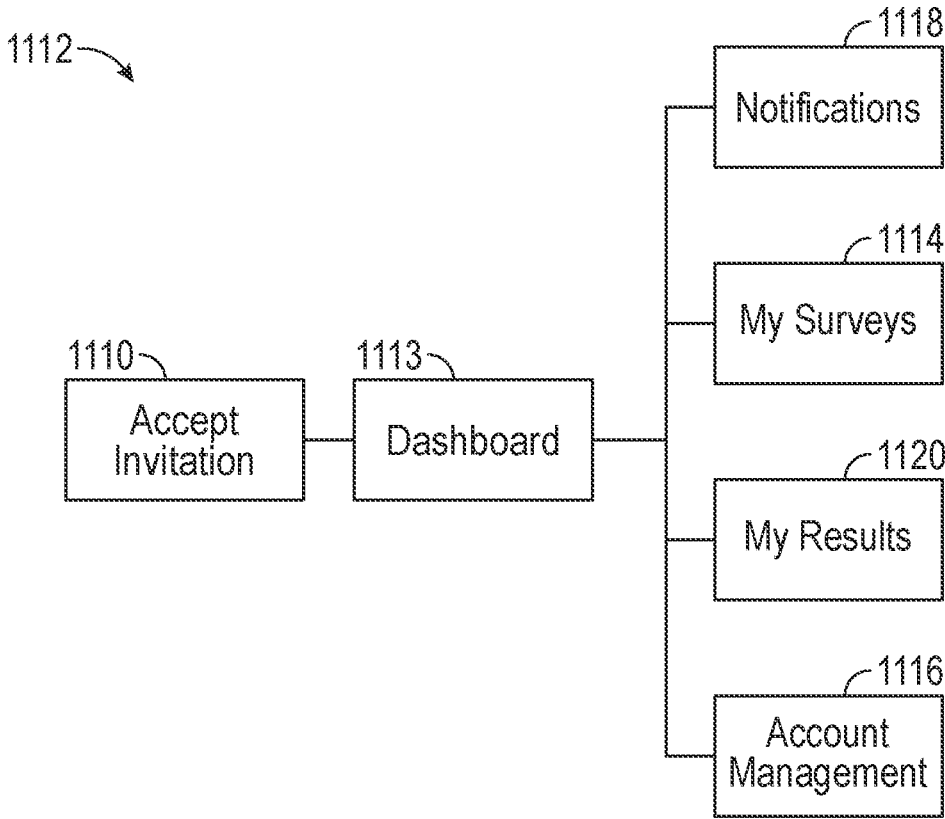 1112
1118
Notifications
1114
My Surveys
1110
Accept
Invitation
1113
Dashboard
1120
My Results
1116
Account
Management